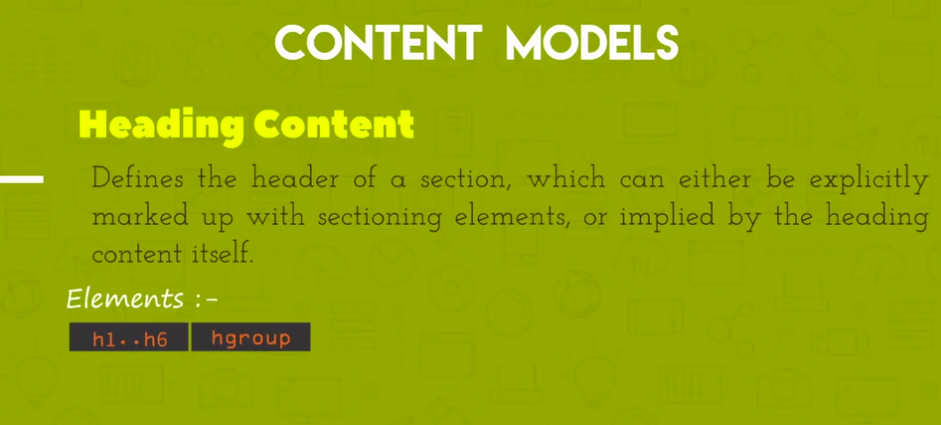 CONTENT MODELS
Heading Content
Defines the header of a section, which can either be explicitly
marked up with sectioning elements, or implied by the heading
content itself.
Elements :-
h1..h6 hgroup